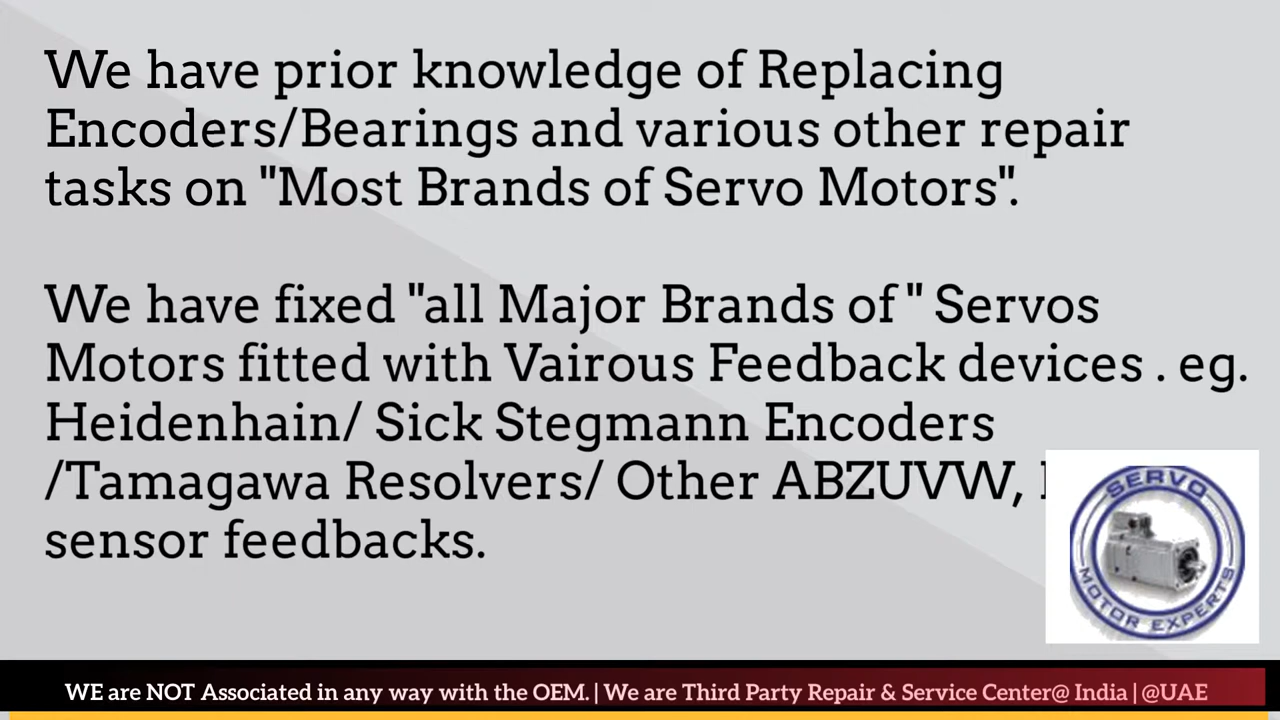 We have prior knowledge of Replacing
Encoders/Bearings and various other repair
tasks on "Most Brands of Servo Motors".
We have fixed "all Major Brands of " Servos
Motors fitted with Vairous Feedback devices . eg.
Heidenhain/ Sick Stegmann Encoders
/Tamagawa Resolvers/ Other ABZUVW,
sensor feedbacks.
SERVO
MOTOR EXPERTS
WE are NOT Associated in any way with the OEM. | We are Third Party Repair & Service Center@ India | @UAE